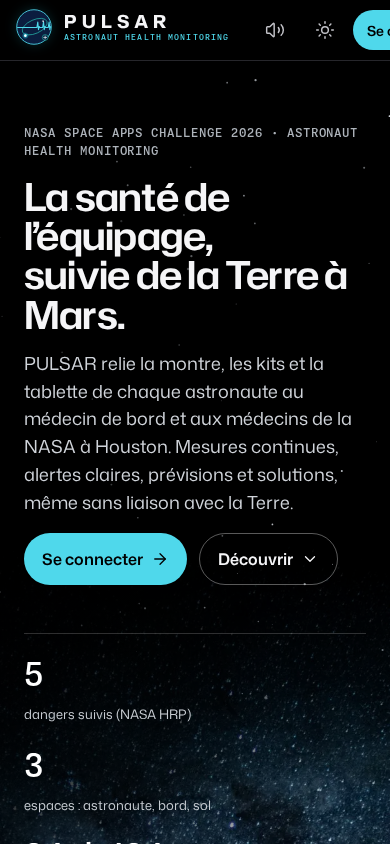 PULSAR
ASTRONAUT HEALTH MONITORING
NASA SPACE APPS CHALLENGE 2026 · ASTRONAUT
HEALTH MONITORING
La santé de
l’équipage,
suivie de la Terre à
Mars.
PULSAR relie la montre, les kits et la
tablette de chaque astronaute au
médecin de bord et aux médecins de la
NASA à Houston. Mesures continues,
alertes claires, prévisions et solutions,
même sans liaison avec la Terre.
Se connecter
Découvrir
5
dangers suivis (NASA HRP)
3
espaces : astronaute, bord, sol